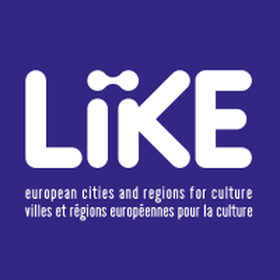 LiKE
european cities and regions for culture
villes et régions européennes pour la culture